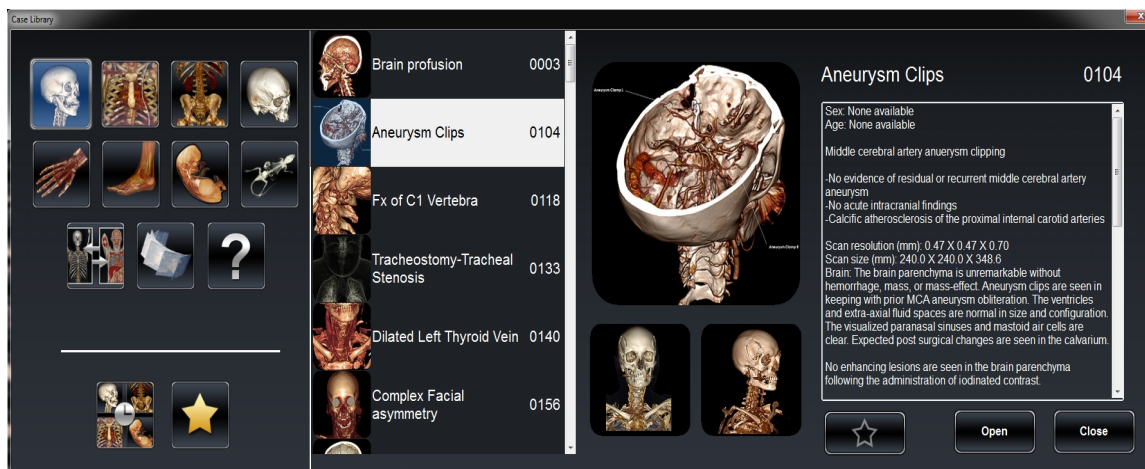 Case Library
X
Brain profusion 0003
Aneurysm Clips 0104
Fx of C1 Vertebra 0118
Tracheostomy-Tracheal
Stenosis 0133
Dilated Left Thyroid Vein 0140
Complex Facial
asymmetry 0156
?
Aneurysm Clamp L
Aneurysm Clamp R
Aneurysm Clips 0104
Sex: None available
Age: None available
Middle cerebral artery anuerysm clipping
-No evidence of residual or recurrent middle cerebral artery
aneurysm
-No acute intracranial findings
-Calcific atherosclerosis of the proximal internal carotid arteries
Scan resolution (mm): 0.47 X 0.47 X 0.70
Scan size (mm): 240.0 X 240.0 X 348.6
Brain: The brain parenchyma is unremarkable without
hemorrhage, mass, or mass-effect. Aneurysm clips are seen in
keeping with prior MCA aneurysm obliteration. The ventricles
and extra-axial fluid spaces are normal in size and configuration.
The visualized paranasal sinuses and mastoid air cells are
clear. Expected post surgical changes are seen in the calvarium.
No enhancing lesions are seen in the brain parenchyma
following the administration of iodinated contrast.
Open
Close